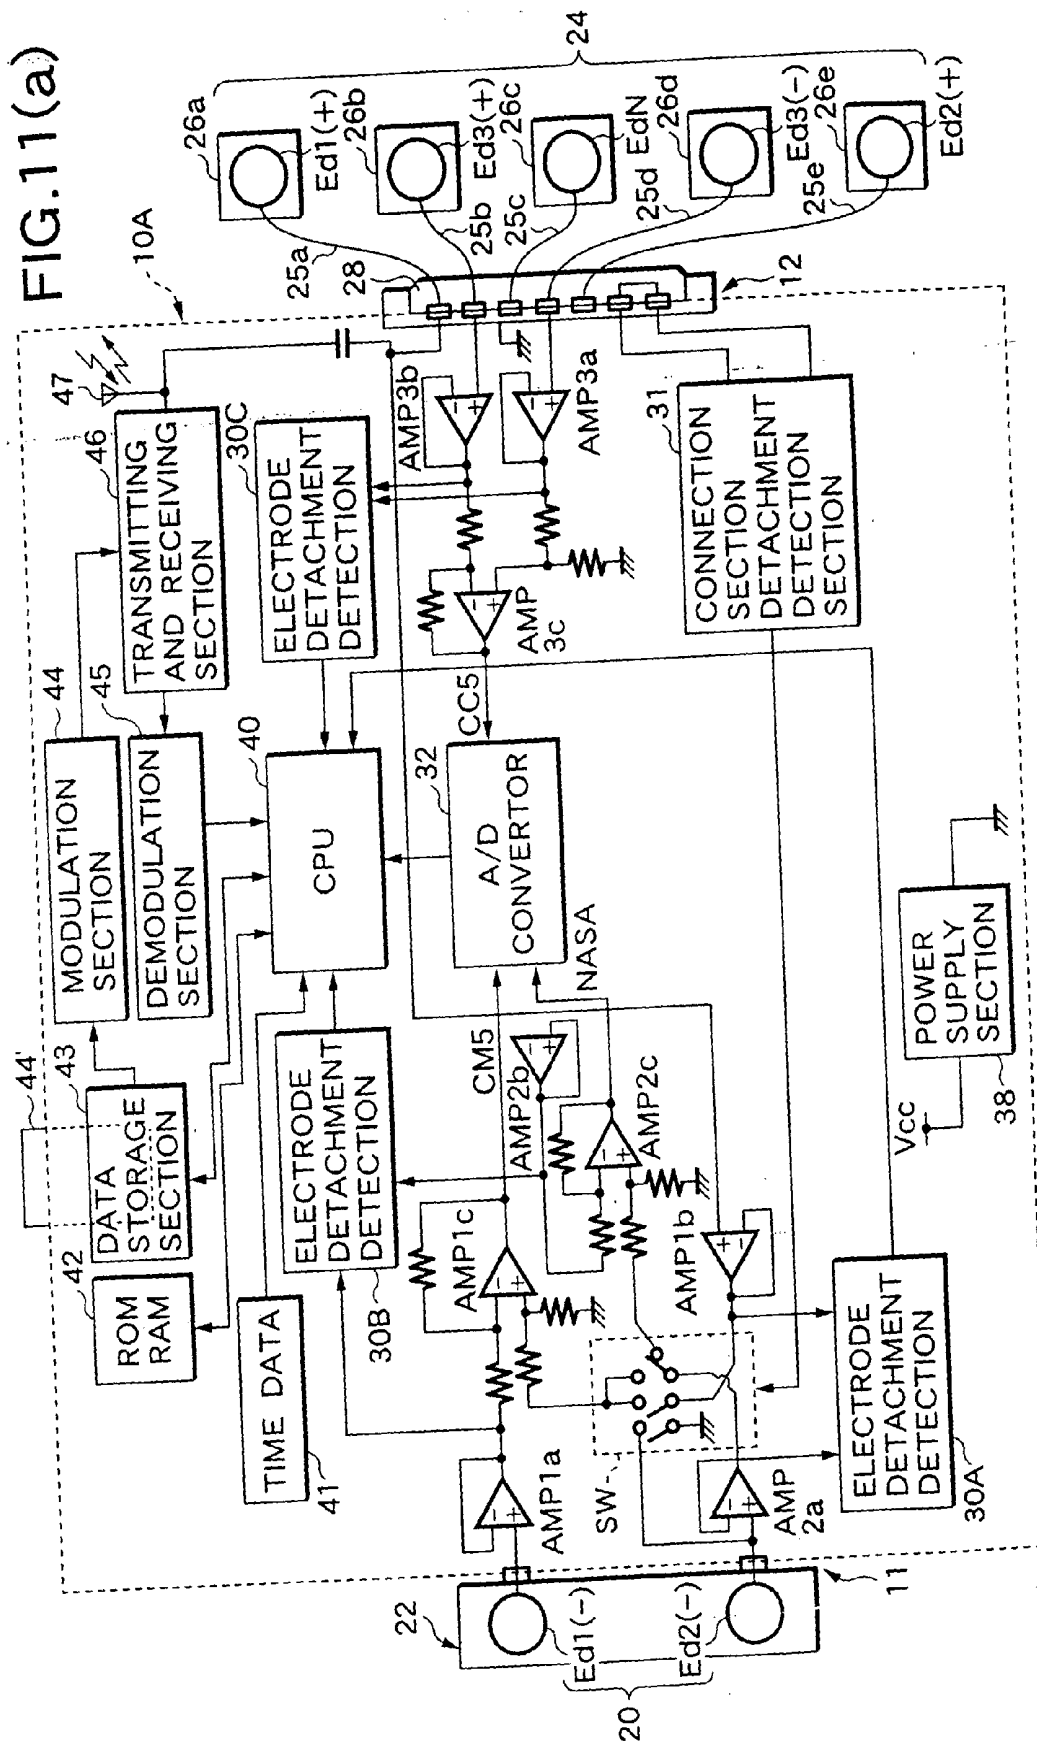 FIG.11(a)
10A
47
46
TRANSMITTING
AND RECEIVING
SECTION
44
MODULATION
SECTION
45
DEMODULATION
SECTION
44'
43
DATA
STORAGE
SECTION
42
ROM
RAM
TIME DATA
41
40
CPU
30C
ELECTRODE
DETACHMENT
DETECTION
ELECTRODE
DETACHMENT
DETECTION
30B
32
A/D
CONVERTOR
CC5
CM5
NASA
AMP3b
AMP3a
AMP
3c
AMP2b
AMP2c
AMP1c
AMP1b
AMP1a
AMP
2a
SW
31
CONNECTION
SECTION
DETACHMENT
DETECTION
SECTION
POWER
SUPPLY
SECTION
38
Vcc
ELECTRODE
DETACHMENT
DETECTION
30A
22
Ed1(-)
Ed2(-)
20
11
12
28
25a
25b
25c
25d
25e
26a
Ed1(+)
26b
Ed3(+)
26c
EdN
26d
Ed3(-)
26e
Ed2(+)
24
- +
- +
- +
- +
- +
- +
- +
- +
- +